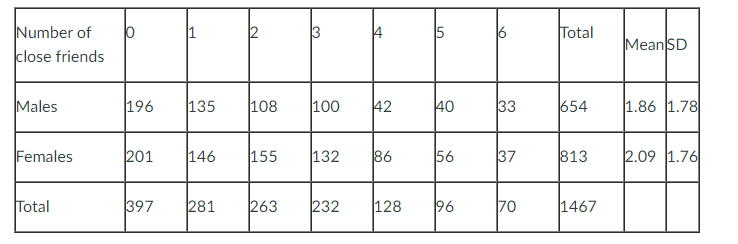 Number of close friends 0 1 2 3 4 5 6 Total Mean SD
Males 196 135 108 100 42 40 33 654 1.86 1.78
Females 201 146 155 132 86 56 37 813 2.09 1.76
Total 397 281 263 232 128 96 70 1467